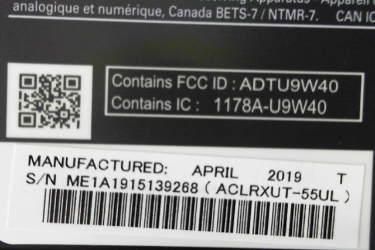 analogique et numérique, Canada BETS-7 / NTMR-7. CAN IC
Contains FCC ID : ADTU9W40
Contains IC : 1178A-U9W40
MANUFACTURED: APRIL 2019 T
S/N ME1A1915139268 ( ACLRXUT-55UL )